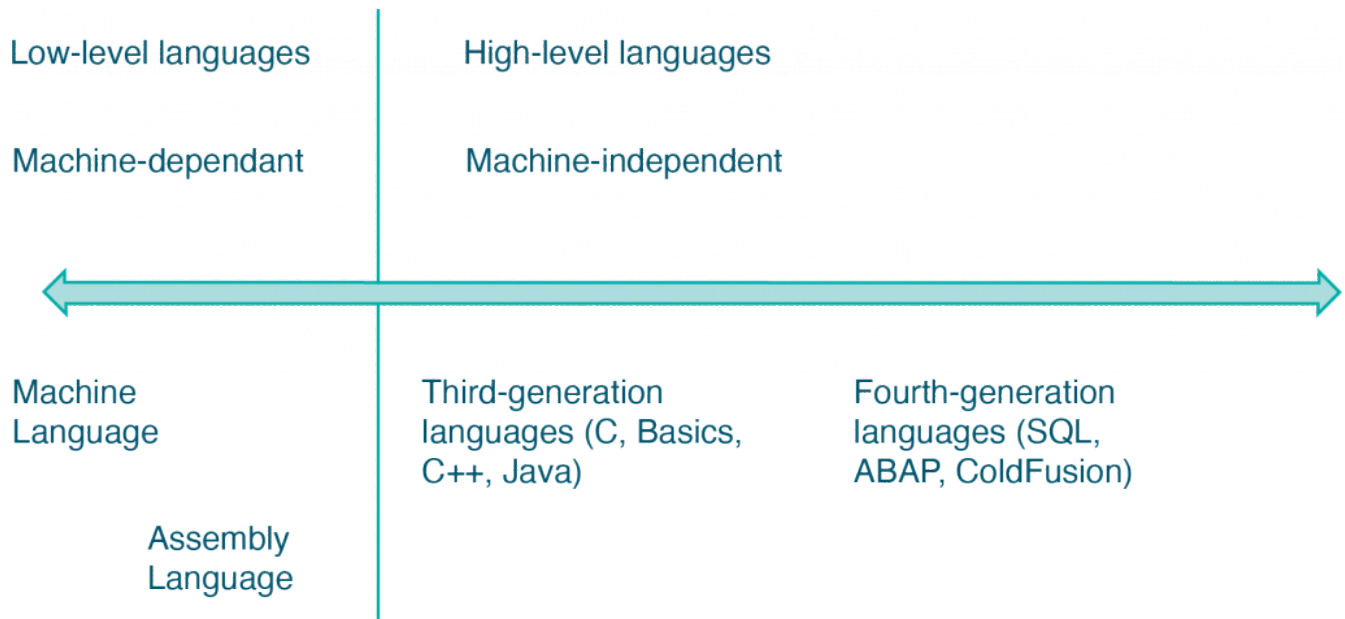 Low-level languages
High-level languages
Machine-dependant
Machine-independent
Machine
Language
Third-generation
languages (C, Basics,
C++, Java)
Fourth-generation
languages (SQL,
ABAP, ColdFusion)
Assembly
Language